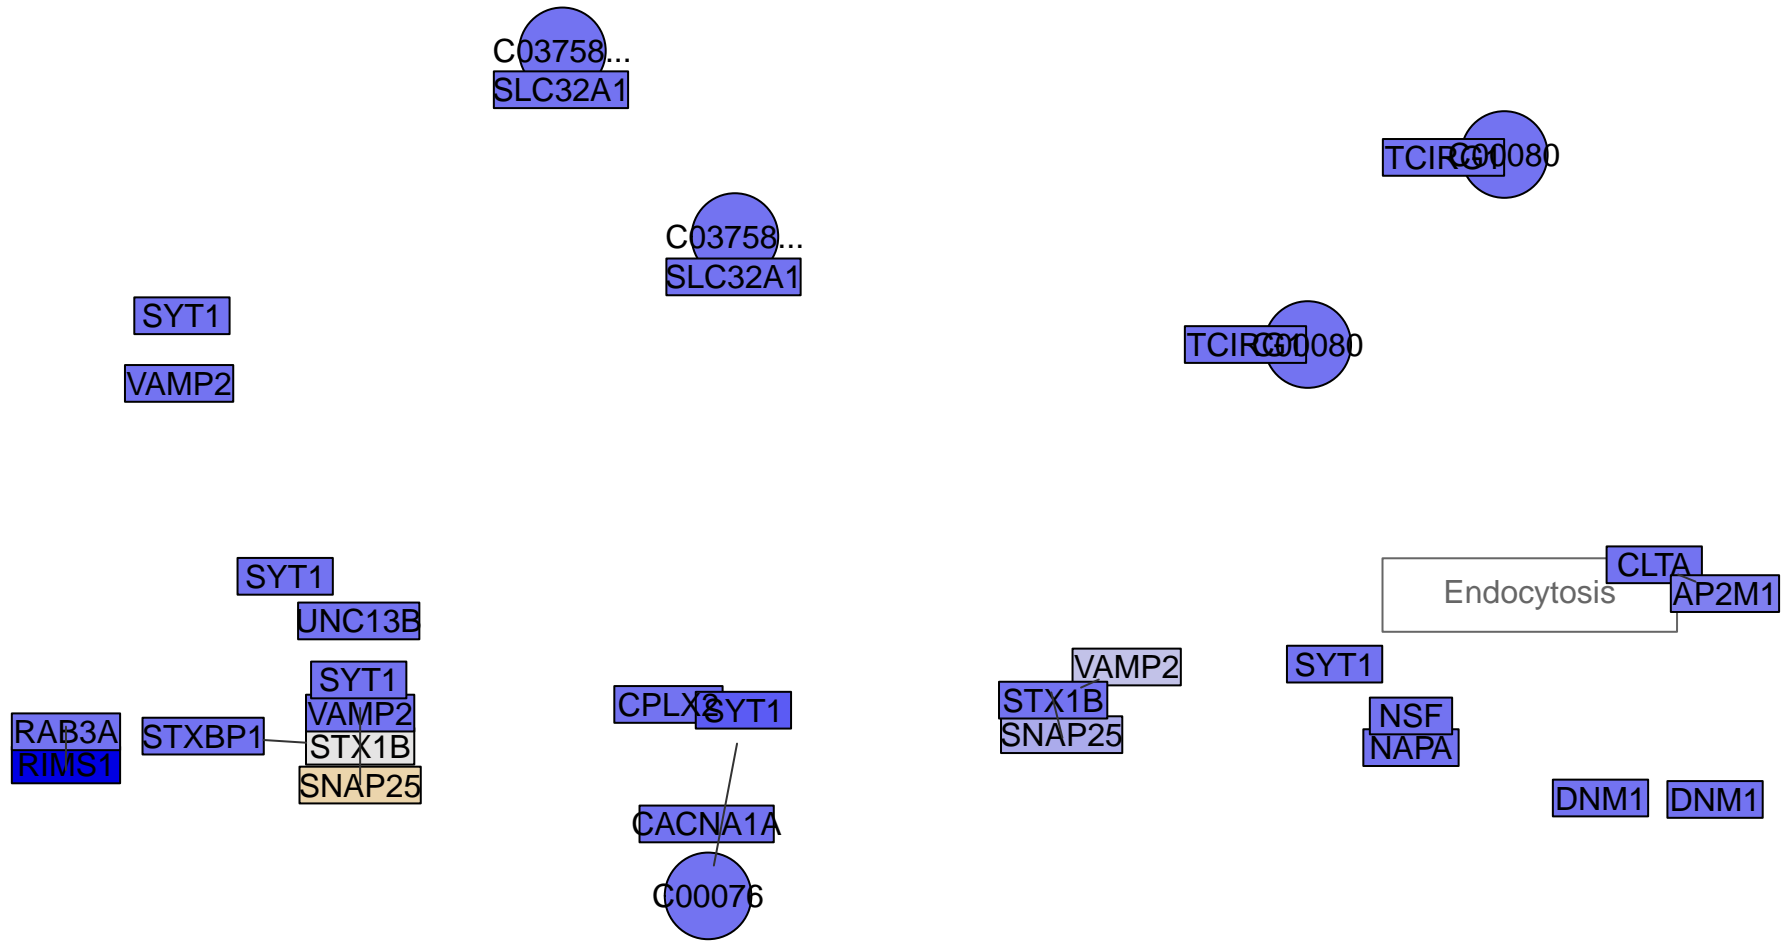 C03758...
SLC32A1
TCIRG1
C00080
C03758...
SLC32A1
SYT1
TCIRG1
C00080
VAMP2
SYT1
CLTA
Endocytosis
AP2M1
UNC13B
SYT1
VAMP2
SYT1
CPLX2
SYT1
STX1B
VAMP2
NSF
RAB3A
STXBP1
STX1B
SNAP25
NAPA
RIMS1
SNAP25
DNM1
DNM1
CACNA1A
C00076